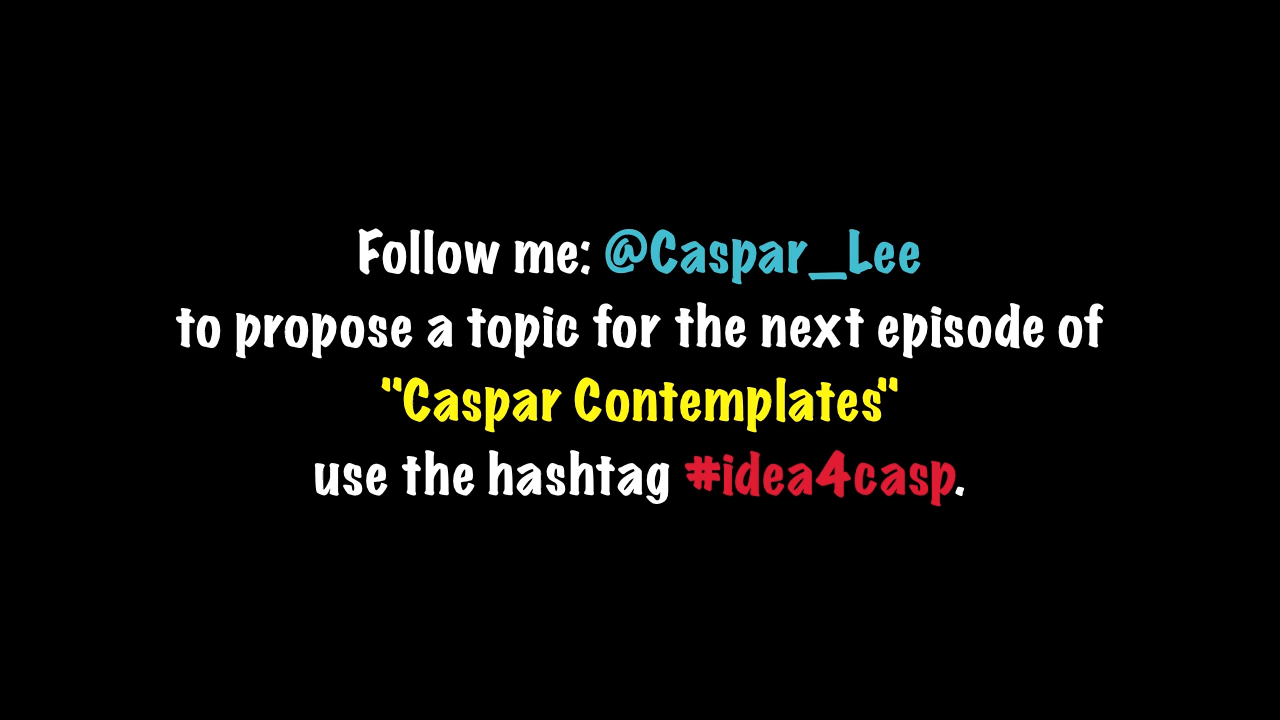 Follow me: @Caspar_Lee
to propose a topic for the next episode of
"Caspar Contemplates"
use the hashtag #idea4casp.